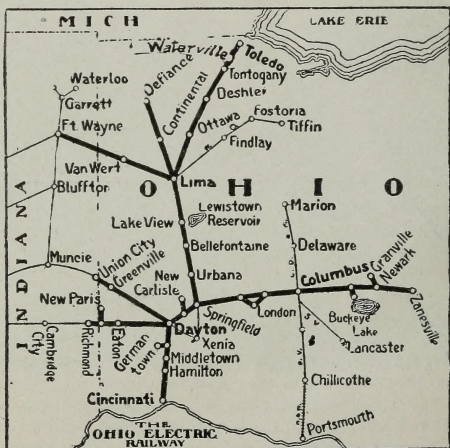 MICH
LAKE ERIE
Waterville
Toledo
Waterloo
Defiance
Tontogany
Garrett
Continental
Deshler
Ft. Wayne
Ottawa
Fostoria
Tiffin
Findlay
Van Wert
Bluffton
OHIO
Lima
INDIANA
Lewistown
Reservoir
Marion
Lake View
Bellefontaine
Delaware
Muncie
Union City
Greenville
New
Carlisle
Urbana
Columbus
Granville
Newark
New Paris
Springfield
London
Zanesville
Buckeye
Lake
Cambridge
City
Richmond
Eaton
German
town
Dayton
Xenia
Lancaster
Middletown
Hamilton
Chillicothe
Cincinnati
Portsmouth
THE
OHIO ELECTRIC
RAILWAY